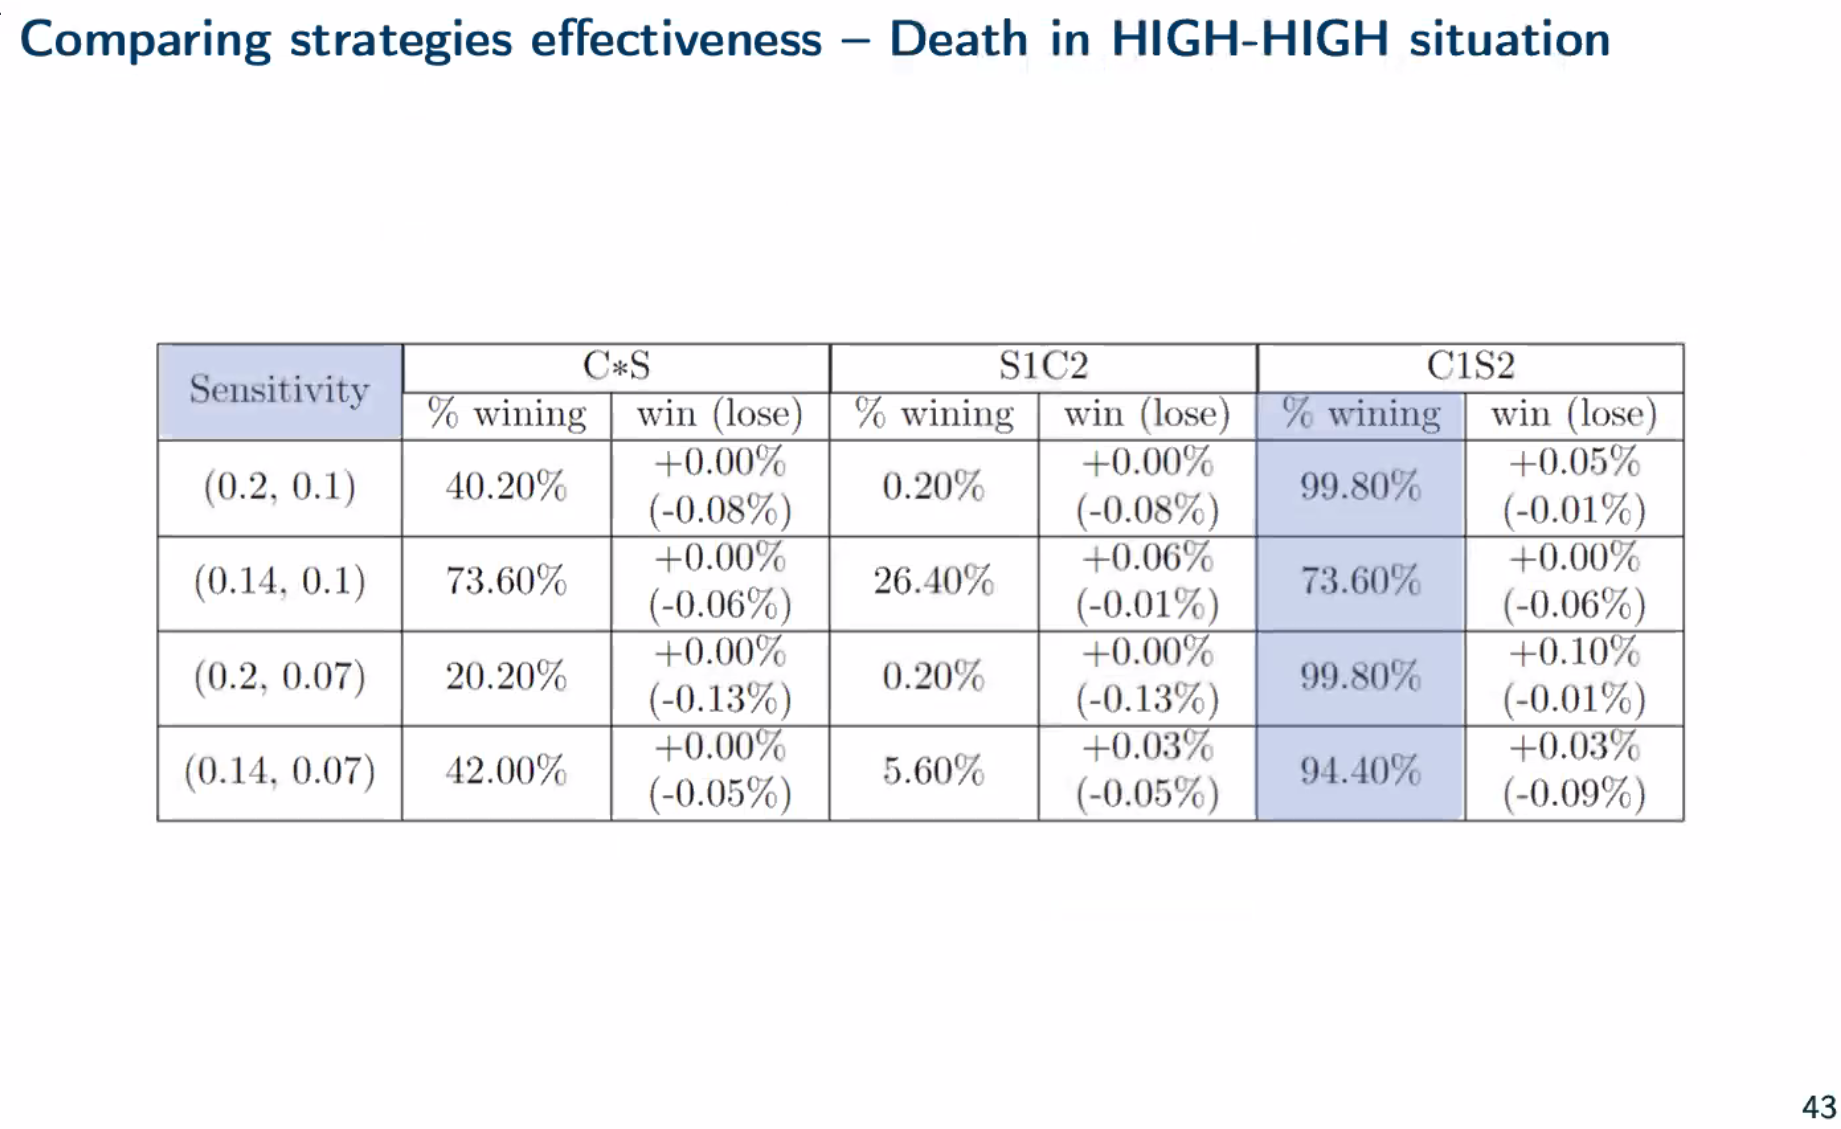 Comparing strategies effectiveness – Death in HIGH-HIGH situation
Sensitivity C*S S1C2 C1S2
% wining win (lose) % wining win (lose) % wining win (lose)
(0.2, 0.1) 40.20% +0.00% (-0.08%) 0.20% +0.00% (-0.08%) 99.80% +0.05% (-0.01%)
(0.14, 0.1) 73.60% +0.00% (-0.06%) 26.40% +0.06% (-0.01%) 73.60% +0.00% (-0.06%)
(0.2, 0.07) 20.20% +0.00% (-0.13%) 0.20% +0.00% (-0.13%) 99.80% +0.10% (-0.01%)
(0.14, 0.07) 42.00% +0.00% (-0.05%) 5.60% +0.03% (-0.05%) 94.40% +0.03% (-0.09%)
43